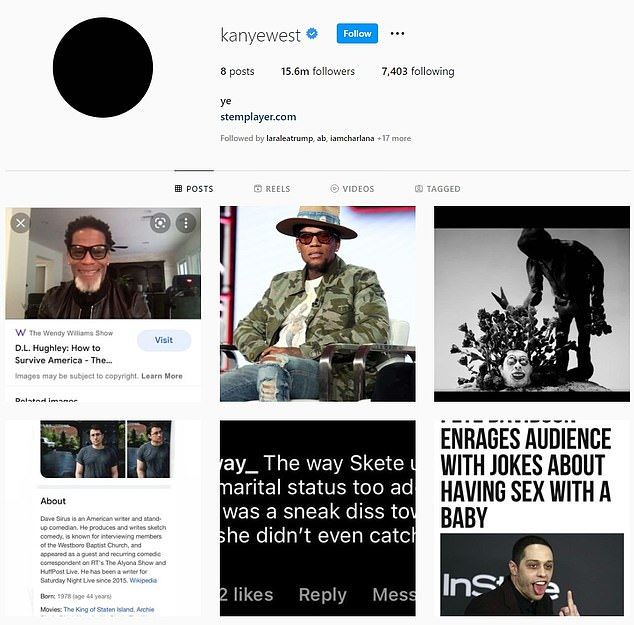 kanyewest
Follow
8 posts 15.6m followers 7,403 following
ye
stemplayer.com
Followed by laraleatrump, ab, iamcharlana +17 more
POSTS REELS VIDEOS TAGGED
W The Wendy Williams Show
D.L. Hughley: How to
Survive America - The...
Visit
Images may be subject to copyright. Learn More
Related images
About
Dave Sirus is an American writer and stand-
up comedian. He produces and writes sketch
comedy, is known for interviewing members
of the Westboro Baptist Church, and
appeared as a guest and recurring comedic
correspondent on RT's The Alyona Show and
HuffPost Live. He has been a writer for
Saturday Night Live since 2015. Wikipedia
Born: 1978 (age 44 years)
Movies: The King of Staten Island, Archie
vay_ The way Skete u
marital status too ad
was a sneak diss tov
she didn't even catch
2 likes Reply Mess
PETE DAVIDSON
ENRAGES AUDIENCE
WITH JOKES ABOUT
HAVING SEX WITH A
BABY
InSty